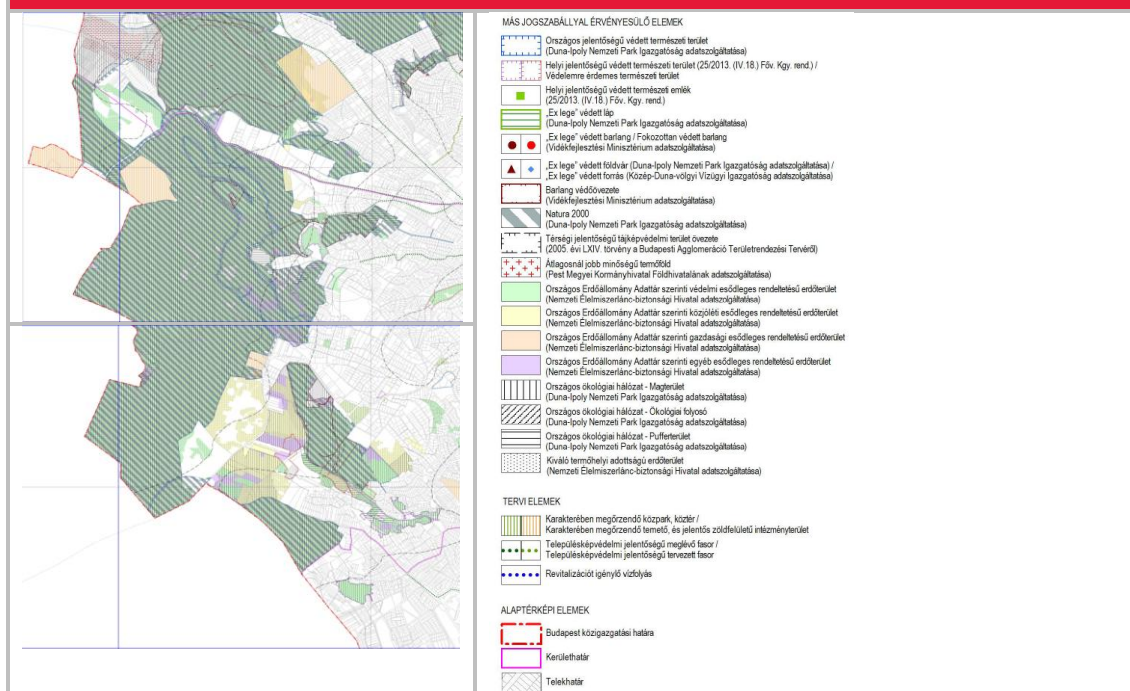 MÁS JOGSZABÁLLYAL ÉRVÉNYESÜLŐ ELEMEK
Országos jelentőségű védett természeti terület
(Duna-Ipoly Nemzeti Park Igazgatóság adatszolgáltatása)
Helyi jelentőségű védett természeti terület (25/2013. (IV.18.) Főv. Kgy. rend.) /
Védelemre érdemes természeti terület
Helyi jelentőségű védett természeti emlék
(25/2013. (IV.18.) Főv. Kgy. rend.)
„Ex lege” védett láp
(Duna-Ipoly Nemzeti Park Igazgatóság adatszolgáltatása)
„Ex lege” védett barlang / Fokozottan védett barlang
(Vidékfejlesztési Minisztérium adatszolgáltatása)
„Ex lege” védett földvár (Duna-Ipoly Nemzeti Park Igazgatóság adatszolgáltatása) /
„Ex lege” védett forrás (Közép-Duna-völgyi Vízügyi Igazgatóság adatszolgáltatása)
Barlang védőövezete
(Vidékfejlesztési Minisztérium adatszolgáltatása)
Natura 2000
(Duna-Ipoly Nemzeti Park Igazgatóság adatszolgáltatása)
Térségi jelentőségű tájképvédelmi terület övezete
(2005. évi LXIV. törvény a Budapesti Agglomeráció Területrendezési Tervéről)
Átlagosnál jobb minőségű termőföld
(Pest Megyei Kormányhivatal Földhivatalának adatszolgáltatása)
Országos Erdőállomány Adattár szerinti védelmi esődleges rendeltetésű erdőterület
(Nemzeti Élelmiszerlánc-biztonsági Hivatal adatszolgáltatása)
Országos Erdőállomány Adattár szerinti közjóléti esődleges rendeltetésű erdőterület
(Nemzeti Élelmiszerlánc-biztonsági Hivatal adatszolgáltatása)
Országos Erdőállomány Adattár szerinti gazdasági esődleges rendeltetésű erdőterület
(Nemzeti Élelmiszerlánc-biztonsági Hivatal adatszolgáltatása)
Országos Erdőállomány Adattár szerinti egyéb esődleges rendeltetésű erdőterület
(Nemzeti Élelmiszerlánc-biztonsági Hivatal adatszolgáltatása)
Országos ökológiai hálózat - Magterület
(Duna-Ipoly Nemzeti Park Igazgatóság adatszolgáltatása)
Országos ökológiai hálózat - Ökológiai folyosó
(Duna-Ipoly Nemzeti Park Igazgatóság adatszolgáltatása)
Országos ökológiai hálózat - Pufferterület
(Duna-Ipoly Nemzeti Park Igazgatóság adatszolgáltatása)
Kiváló termőhelyi adottságú erdőterület
(Nemzeti Élelmiszerlánc-biztonsági Hivatal adatszolgáltatása)
TERVI ELEMEK
Karakterében megőrzendő közpark, köztér /
Karakterében megőrzendő temető, és jelentős zöldfelületű intézményterület
Településképvédelmi jelentőségű meglévő fasor /
Településképvédelmi jelentőségű tervezett fasor
Revitalizációt igénylő vízfolyás
ALAPTÉRKÉPI ELEMEK
Budapest közigazgatási határa
Kerülethatár
Telekhatár